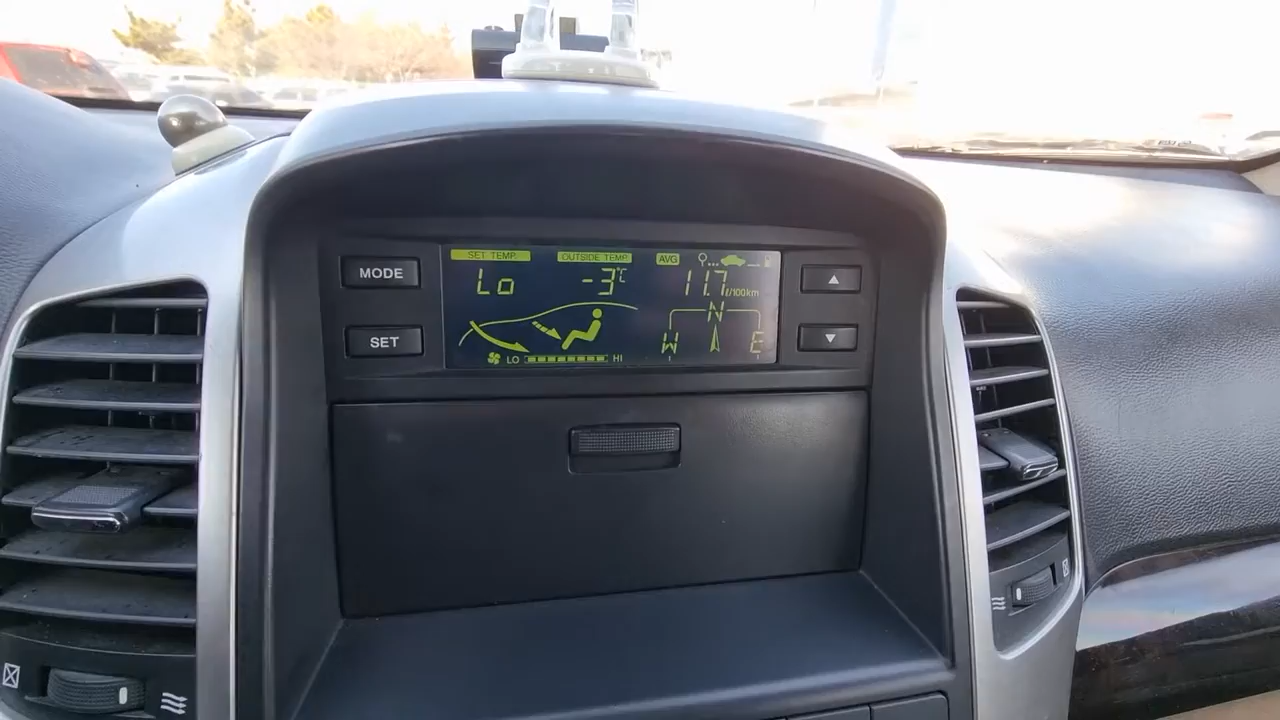 MODE
SET
SET TEMP.
OUTSIDE TEMP.
AVG
Lo
-3°C
11.7 ℓ/100km
N
W
E
LO
HI